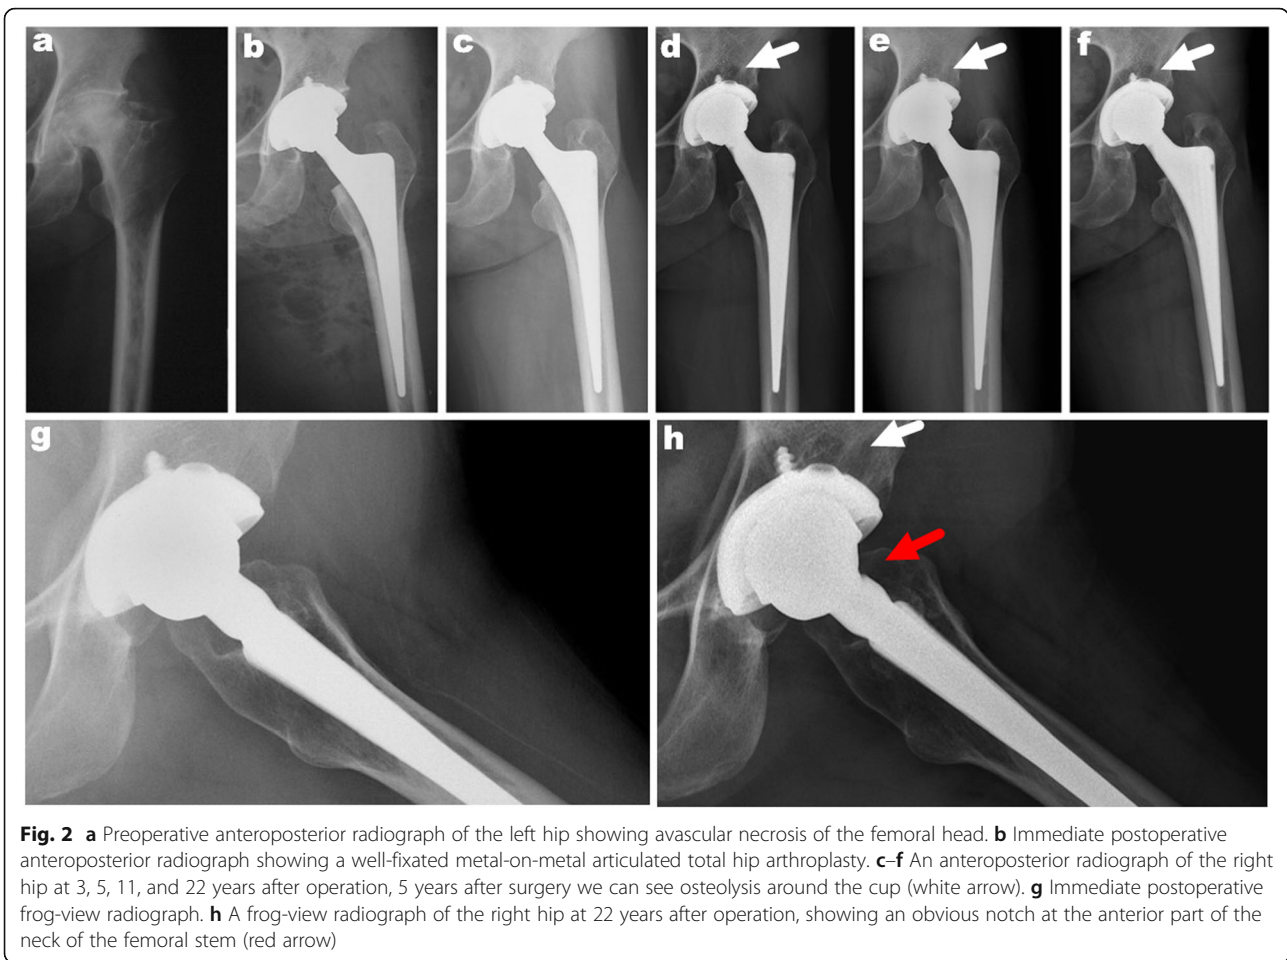 a
b
c
d
e
f
g
h
Fig. 2 a Preoperative anteroposterior radiograph of the left hip showing avascular necrosis of the femoral head. b Immediate postoperative
anteroposterior radiograph showing a well-fixated metal-on-metal articulated total hip arthroplasty. c–f An anteroposterior radiograph of the right
hip at 3, 5, 11, and 22 years after operation, 5 years after surgery we can see osteolysis around the cup (white arrow). g Immediate postoperative
frog-view radiograph. h A frog-view radiograph of the right hip at 22 years after operation, showing an obvious notch at the anterior part of the
neck of the femoral stem (red arrow)